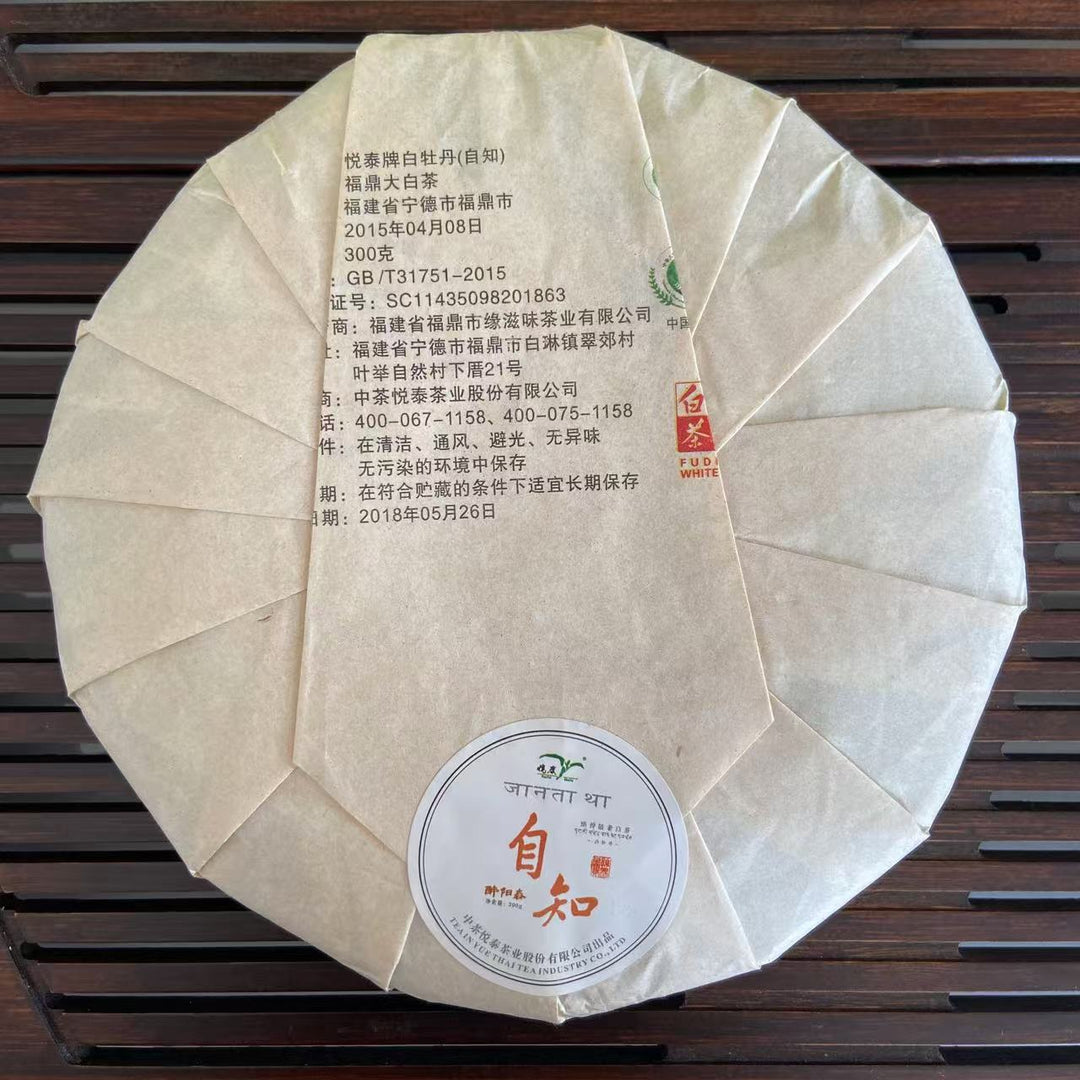 悦泰牌白牡丹(自知)
福鼎大白茶
福建省宁德市福鼎市
2015年04月08日
300克
: GB/T31751-2015
证号: SC11435098201863
商: 福建省福鼎市缘滋味茶业有限公司
址: 福建省宁德市福鼎市白琳镇翠郊村
叶举自然村下厝21号
商: 中茶悦泰茶业股份有限公司
话: 400-067-1158、400-075-1158
件: 在清洁、通风、避光、无异味
无污染的环境中保存
期: 在符合贮藏的条件下适宜长期保存
日期: 2018年05月26日
中国
白茶
FUDI
WHITE
जानता था
自知
净含量: 300g
中茶悦泰茶业股份有限公司出品
TEA IN YUE THAI TEA INDUSTRY CO., LTD